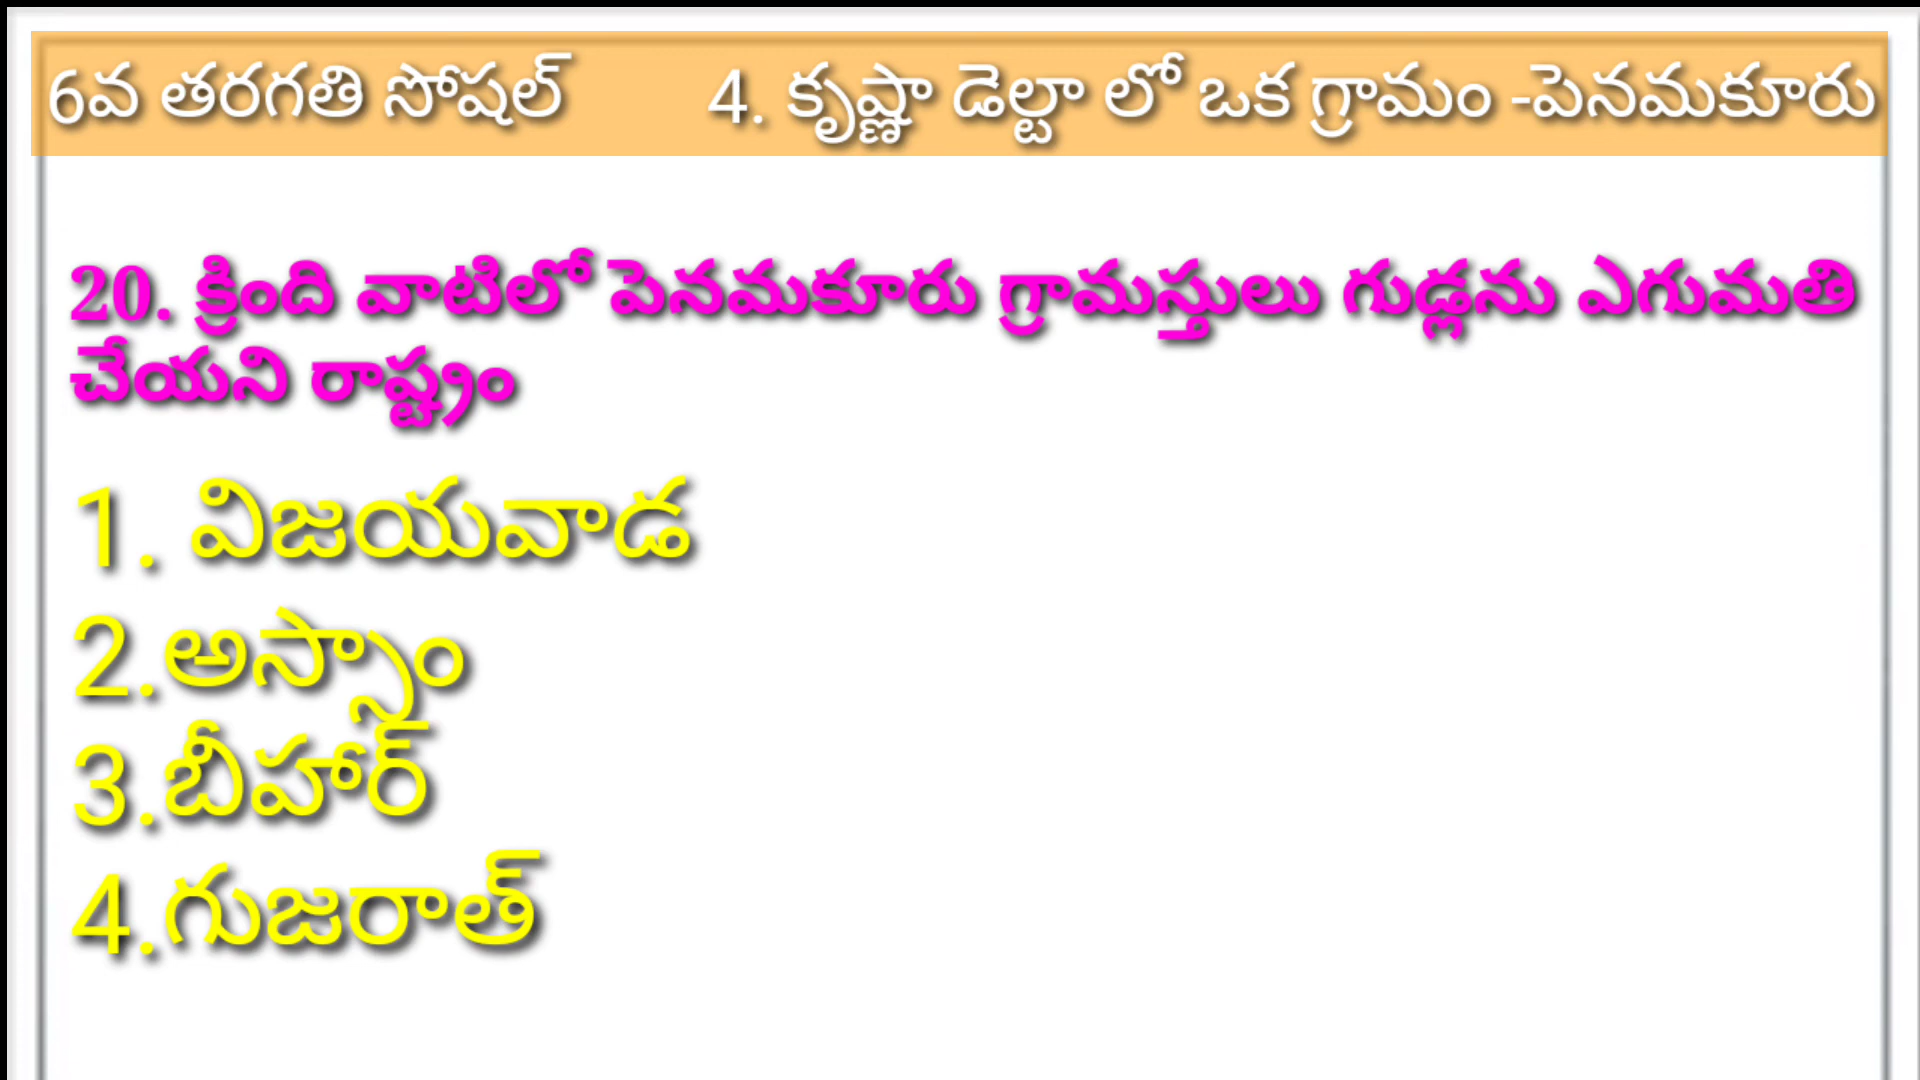 6వ తరగతి సోషల్ 4. కృష్ణా డెల్టా లో ఒక గ్రామం -పెనమకూరు
20. క్రింది వాటిలో పెనమకూరు గ్రామస్తులు గుడ్లను ఎగుమతి
చేయని రాష్ట్రం
1. విజయవాడ
2.అస్సాం
3.బీహార్
4.గుజరాత్